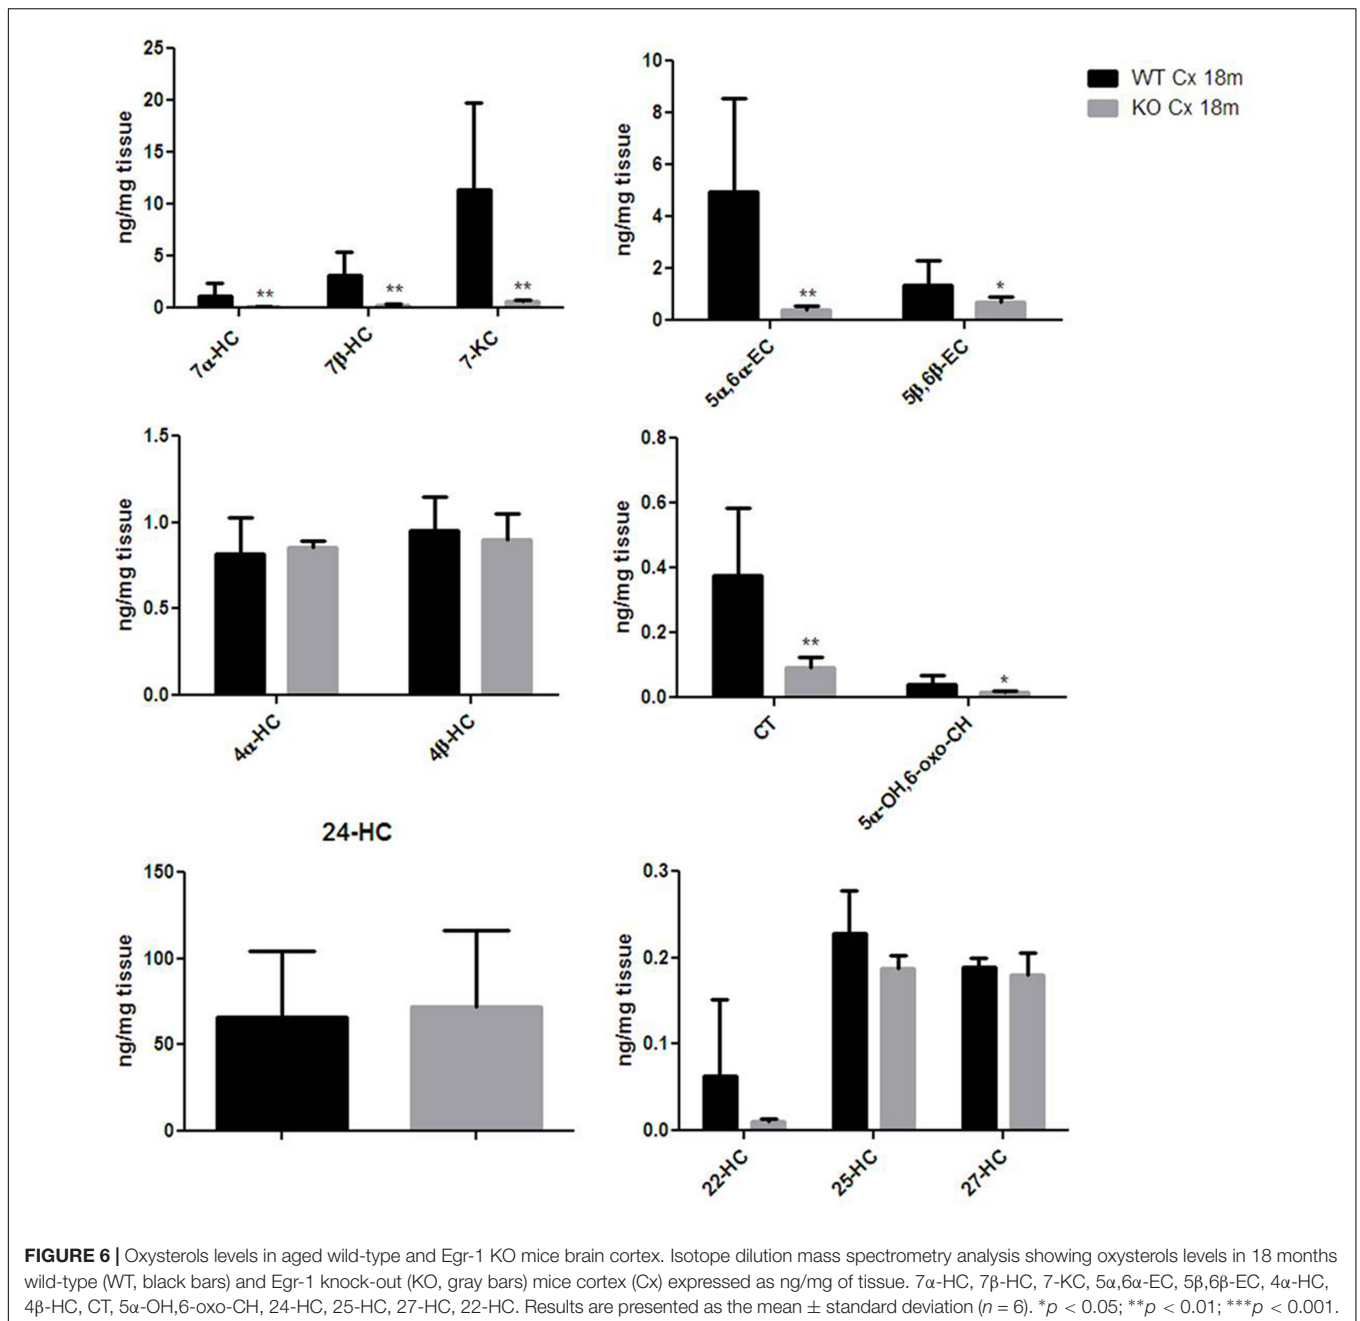 25
20
15
10
5
0
ng/mg tissue
**
**
**
7α-HC
7β-HC
7-KC
10
8
6
4
2
0
ng/mg tissue
**
*
5α,6α-EC
5β,6β-EC
WT Cx 18m
KO Cx 18m
1.5
1.0
0.5
0.0
ng/mg tissue
4α-HC
4β-HC
0.8
0.6
0.4
0.2
0.0
ng/mg tissue
**
*
CT
5α-OH,6-oxo-CH
24-HC
150
100
50
0
ng/mg tissue
0.3
0.2
0.1
0.0
ng/mg tissue
22-HC
25-HC
27-HC
FIGURE 6 | Oxysterols levels in aged wild-type and Egr-1 KO mice brain cortex. Isotope dilution mass spectrometry analysis showing oxysterols levels in 18 months
wild-type (WT, black bars) and Egr-1 knock-out (KO, gray bars) mice cortex (Cx) expressed as ng/mg of tissue. 7α-HC, 7β-HC, 7-KC, 5α,6α-EC, 5β,6β-EC, 4α-HC,
4β-HC, CT, 5α-OH,6-oxo-CH, 24-HC, 25-HC, 27-HC, 22-HC. Results are presented as the mean ± standard deviation (n = 6). *p < 0.05; **p < 0.01; ***p < 0.001.